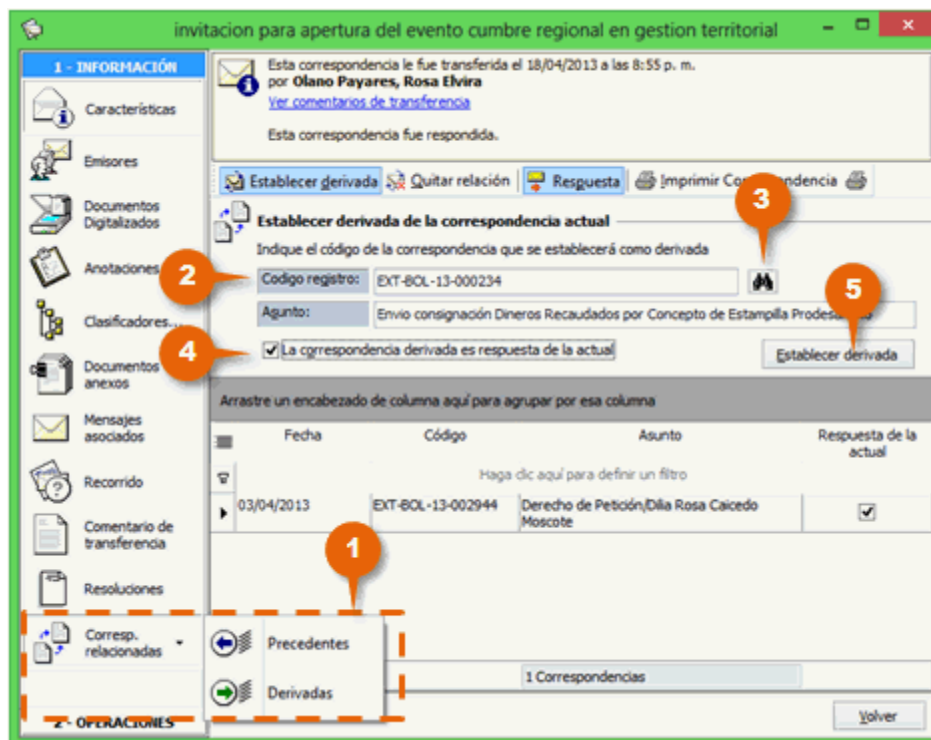 invitacion para apertura del evento cumbre regional en gestion territorial
1 - INFORMACIÓN
Características
Emisores
Documentos
Digitalizados
Anotaciones
Clasificadores...
Documentos
anexos
Mensajes
asociados
Recorrido
Comentario de
transferencia
Resoluciones
Corresp.
relacionadas
2 - OPERACIONES
Esta correspondencia le fue transferida el 18/04/2013 a las 8:55 p. m.
por Olano Payares, Rosa Elvira
Ver comentarios de transferencia
Esta correspondencia fue respondida.
Establecer derivada Quitar relación Respuesta Imprimir Correspondencia
3
Establecer derivada de la correspondencia actual
Indique el código de la correspondencia que se establecerá como derivada
2 Codigo registro: EXT-BOL-13-000234
5
Asunto: Envio consignación Dineros Recaudados por Concepto de Estampilla
4 La correspondencia derivada es respuesta de la actual Establecer derivada
Arrastre un encabezado de columna aquí para agrupar por esa columna
Fecha Código Asunto Respuesta de la
actual
Haga clic aquí para definir un filtro
03/04/2013 EXT-BOL-13-002944 Derecho de Petición/Dilia Rosa Caicedo
Moscote
1
Precedentes
Derivadas
1 Correspondencias
Volver